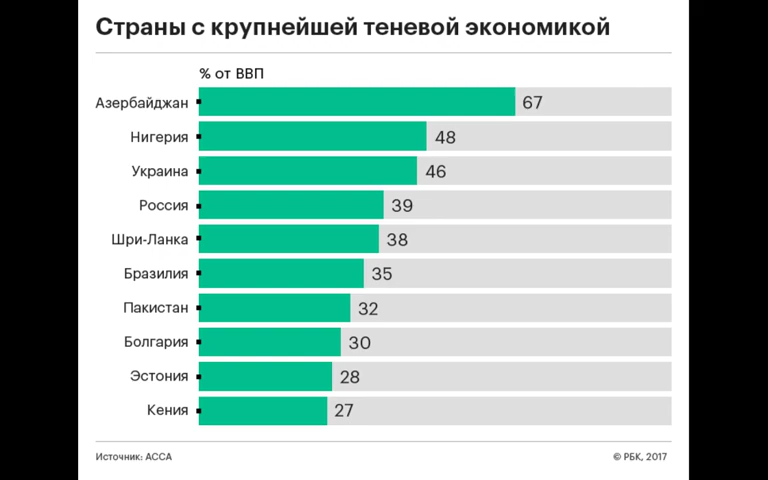 Страны с крупнейшей теневой экономикой
% от ВВП
Азербайджан 67
Нигерия 48
Украина 46
Россия 39
Шри-Ланка 38
Бразилия 35
Пакистан 32
Болгария 30
Эстония 28
Кения 27
Источник: ACCA © РБК, 2017